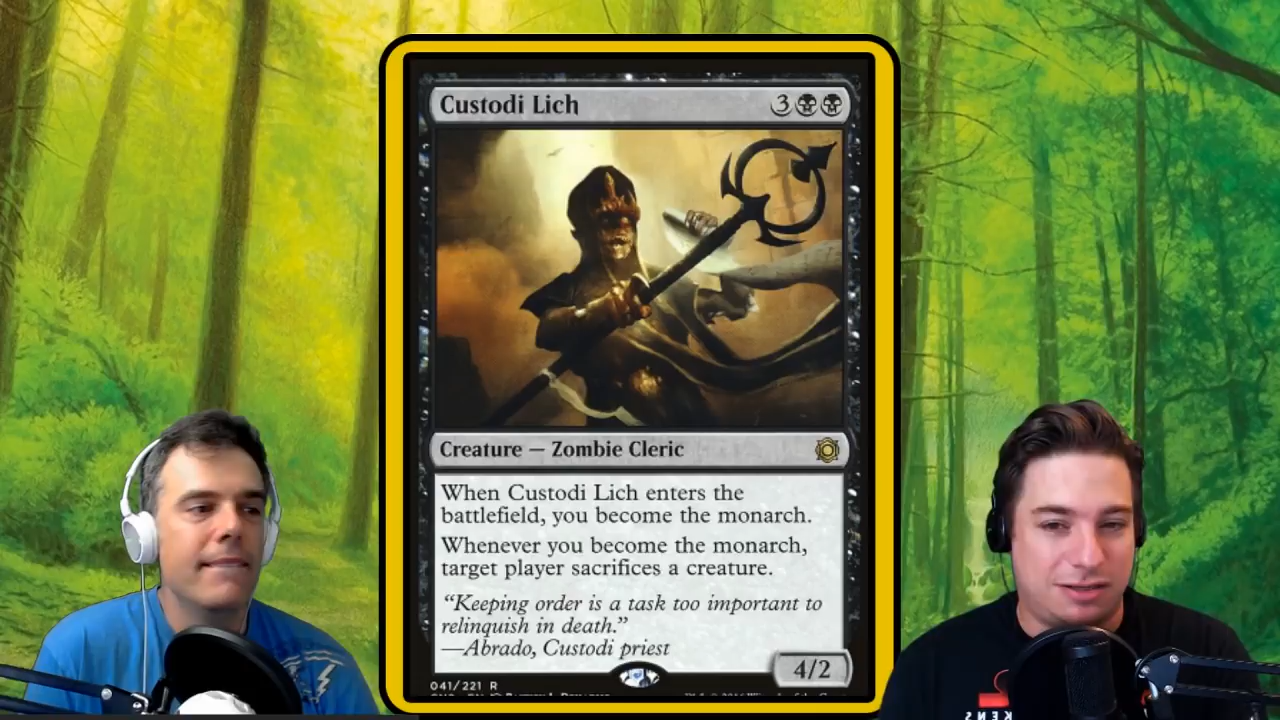 Custodi Lich 3
Creature — Zombie Cleric
When Custodi Lich enters the
battlefield, you become the monarch.
Whenever you become the monarch,
target player sacrifices a creature.
“Keeping order is a task too important to
relinquish in death.”
—Abrado, Custodi priest
4/2
041/221 R